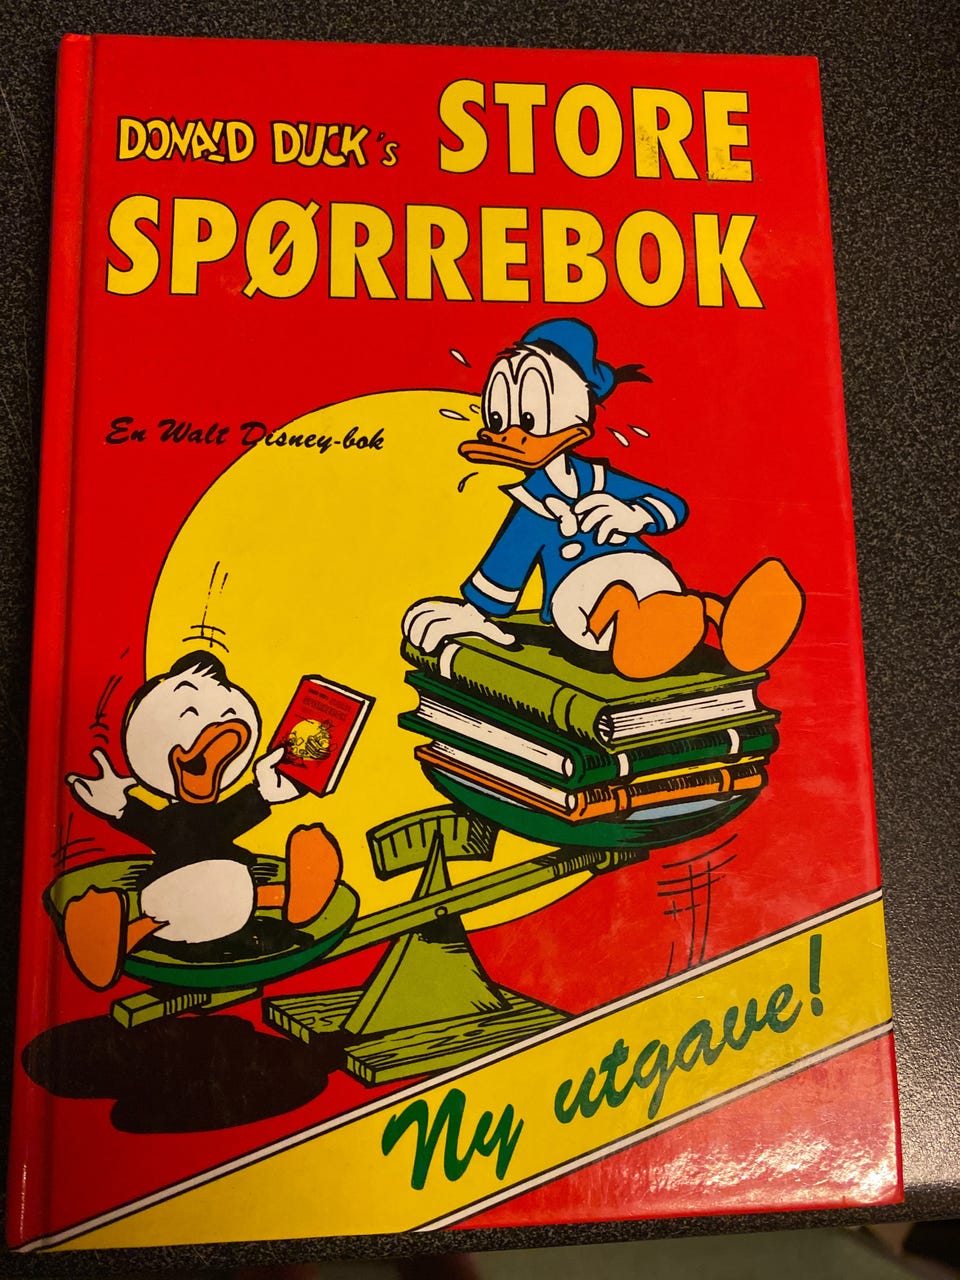 DONALD DUCK's STORE
SPØRREBOK
En Walt Disney-bok
Ny utgave!